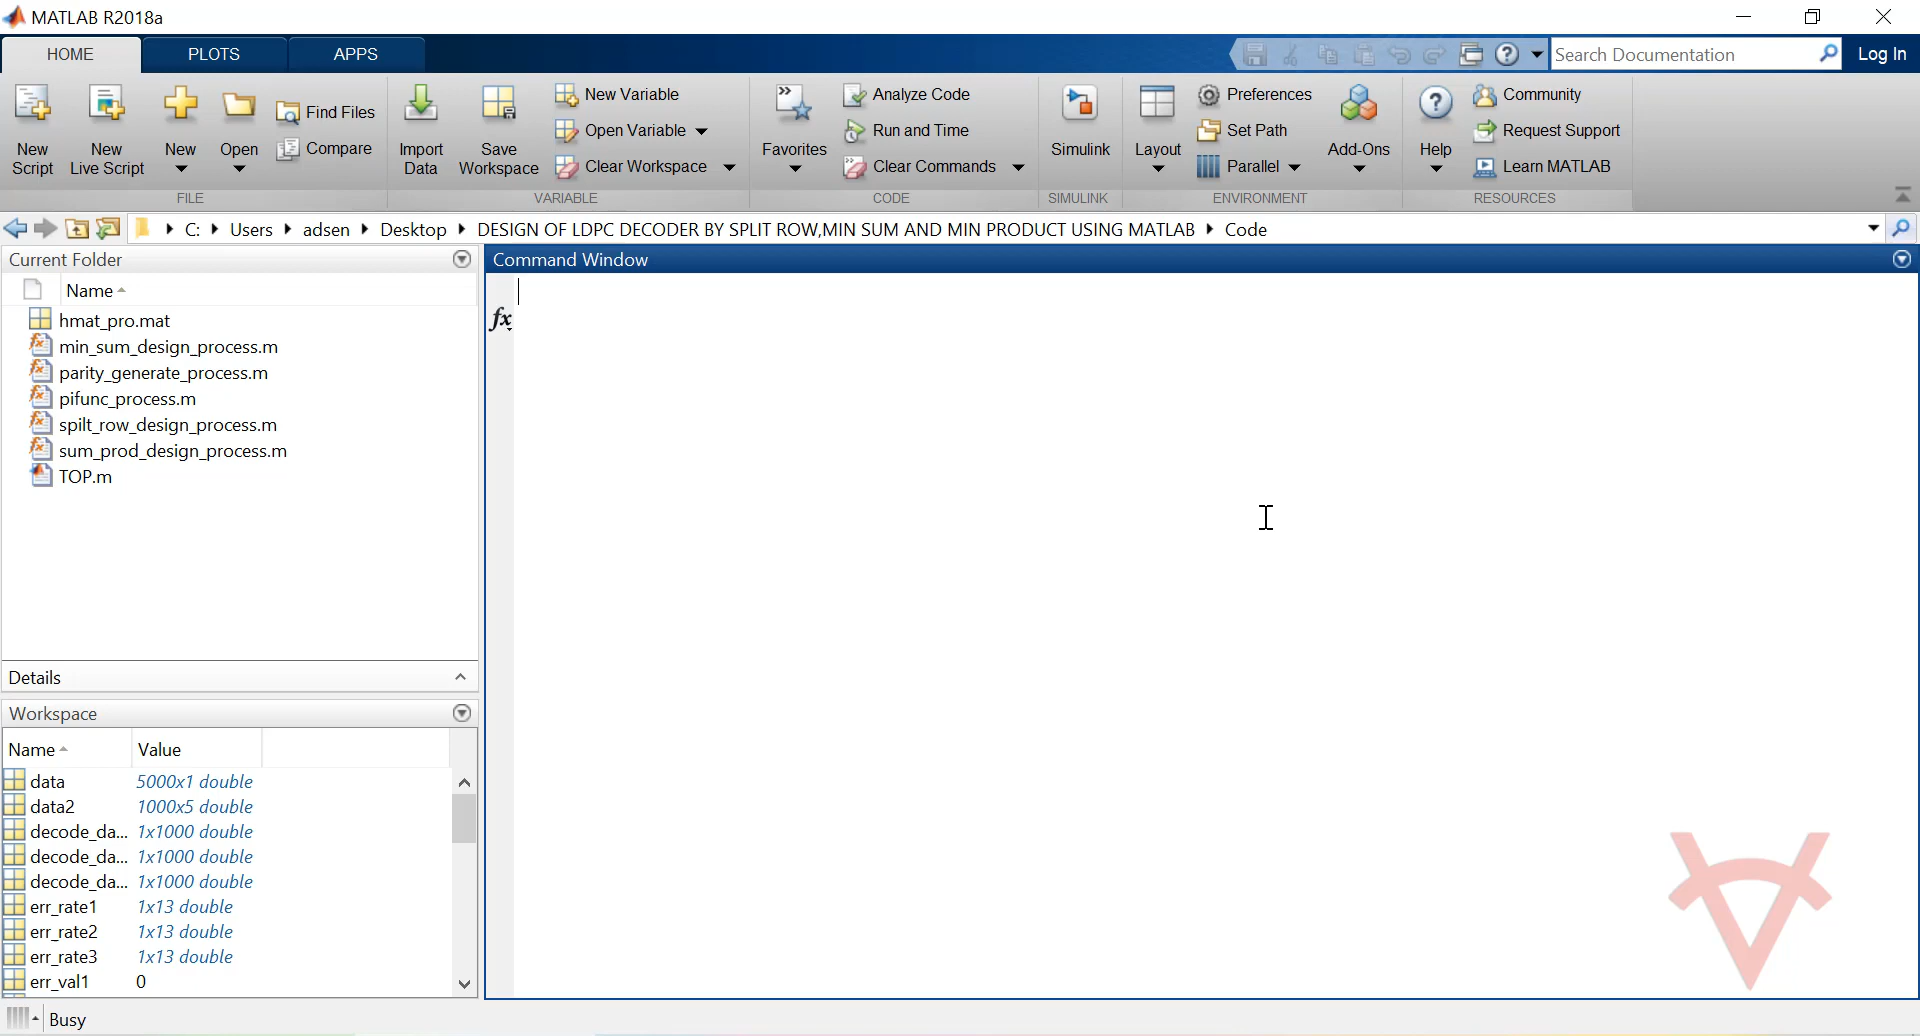 MATLAB R2018a
HOME PLOTS APPS Search Documentation Log In
New Script
New Live Script
New
Open
Find Files
Compare
Import Data
Save Workspace
New Variable
Open Variable
Clear Workspace
Favorites
Analyze Code
Run and Time
Clear Commands
Simulink
Layout
Preferences
Set Path
Parallel
Add-Ons
Help
Community
Request Support
Learn MATLAB
FILE VARIABLE CODE SIMULINK ENVIRONMENT RESOURCES
C: Users adsen Desktop DESIGN OF LDPC DECODER BY SPLIT ROW,MIN SUM AND MIN PRODUCT USING MATLAB Code
Current Folder
Name
hmat_pro.mat
min_sum_design_process.m
parity_generate_process.m
pifunc_process.m
spilt_row_design_process.m
sum_prod_design_process.m
TOP.m
Details
Workspace
Name Value
data 5000x1 double
data2 1000x5 double
decode_da... 1x1000 double
decode_da... 1x1000 double
decode_da... 1x1000 double
err_rate1 1x13 double
err_rate2 1x13 double
err_rate3 1x13 double
err_val1 0
Command Window
fx
Busy